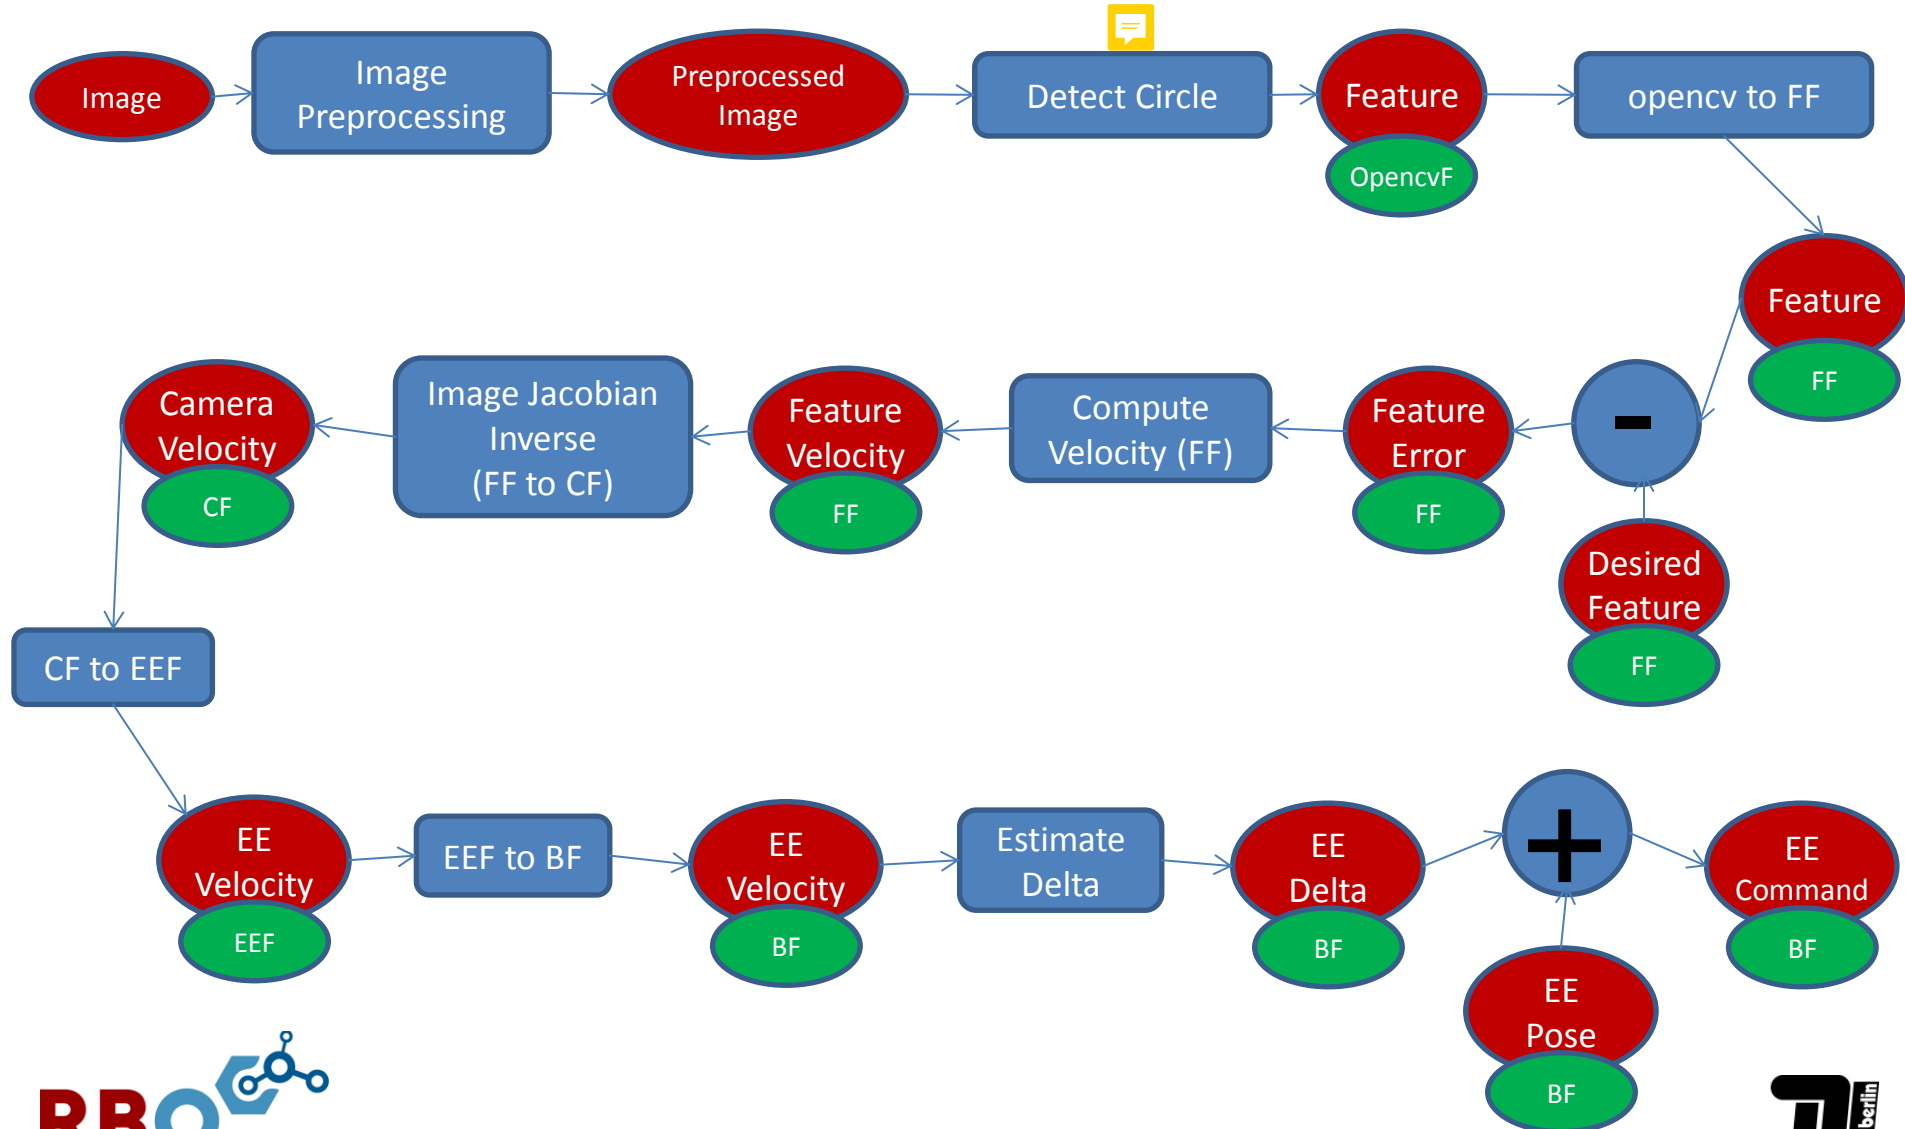 Image
Image
Preprocessing
Preprocessed
Image
Detect Circle
Feature
OpencvF
opencv to FF
Feature
FF
-
Desired
Feature
FF
Feature
Error
FF
Compute
Velocity (FF)
Feature
Velocity
FF
Image Jacobian
Inverse
(FF to CF)
Camera
Velocity
CF
CF to EEF
EE
Velocity
EEF
EEF to BF
EE
Velocity
BF
Estimate
Delta
EE
Delta
BF
+
EE
Pose
BF
EE
Command
BF
RBO
berlin